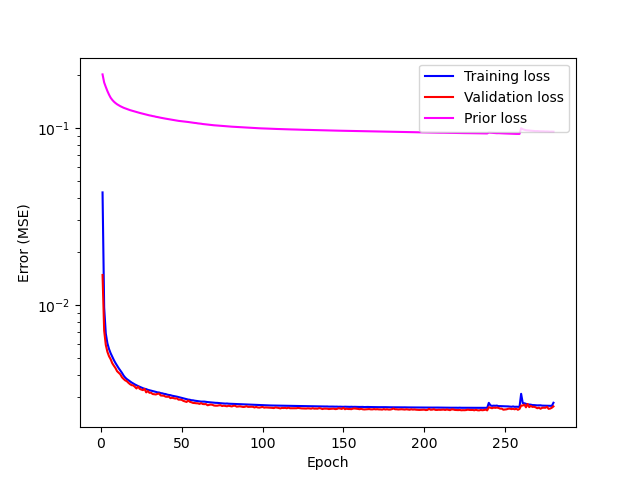 Training loss
Validation loss
Prior loss
10⁻¹
10⁻²
Error (MSE)
0 50 100 150 200 250
Epoch